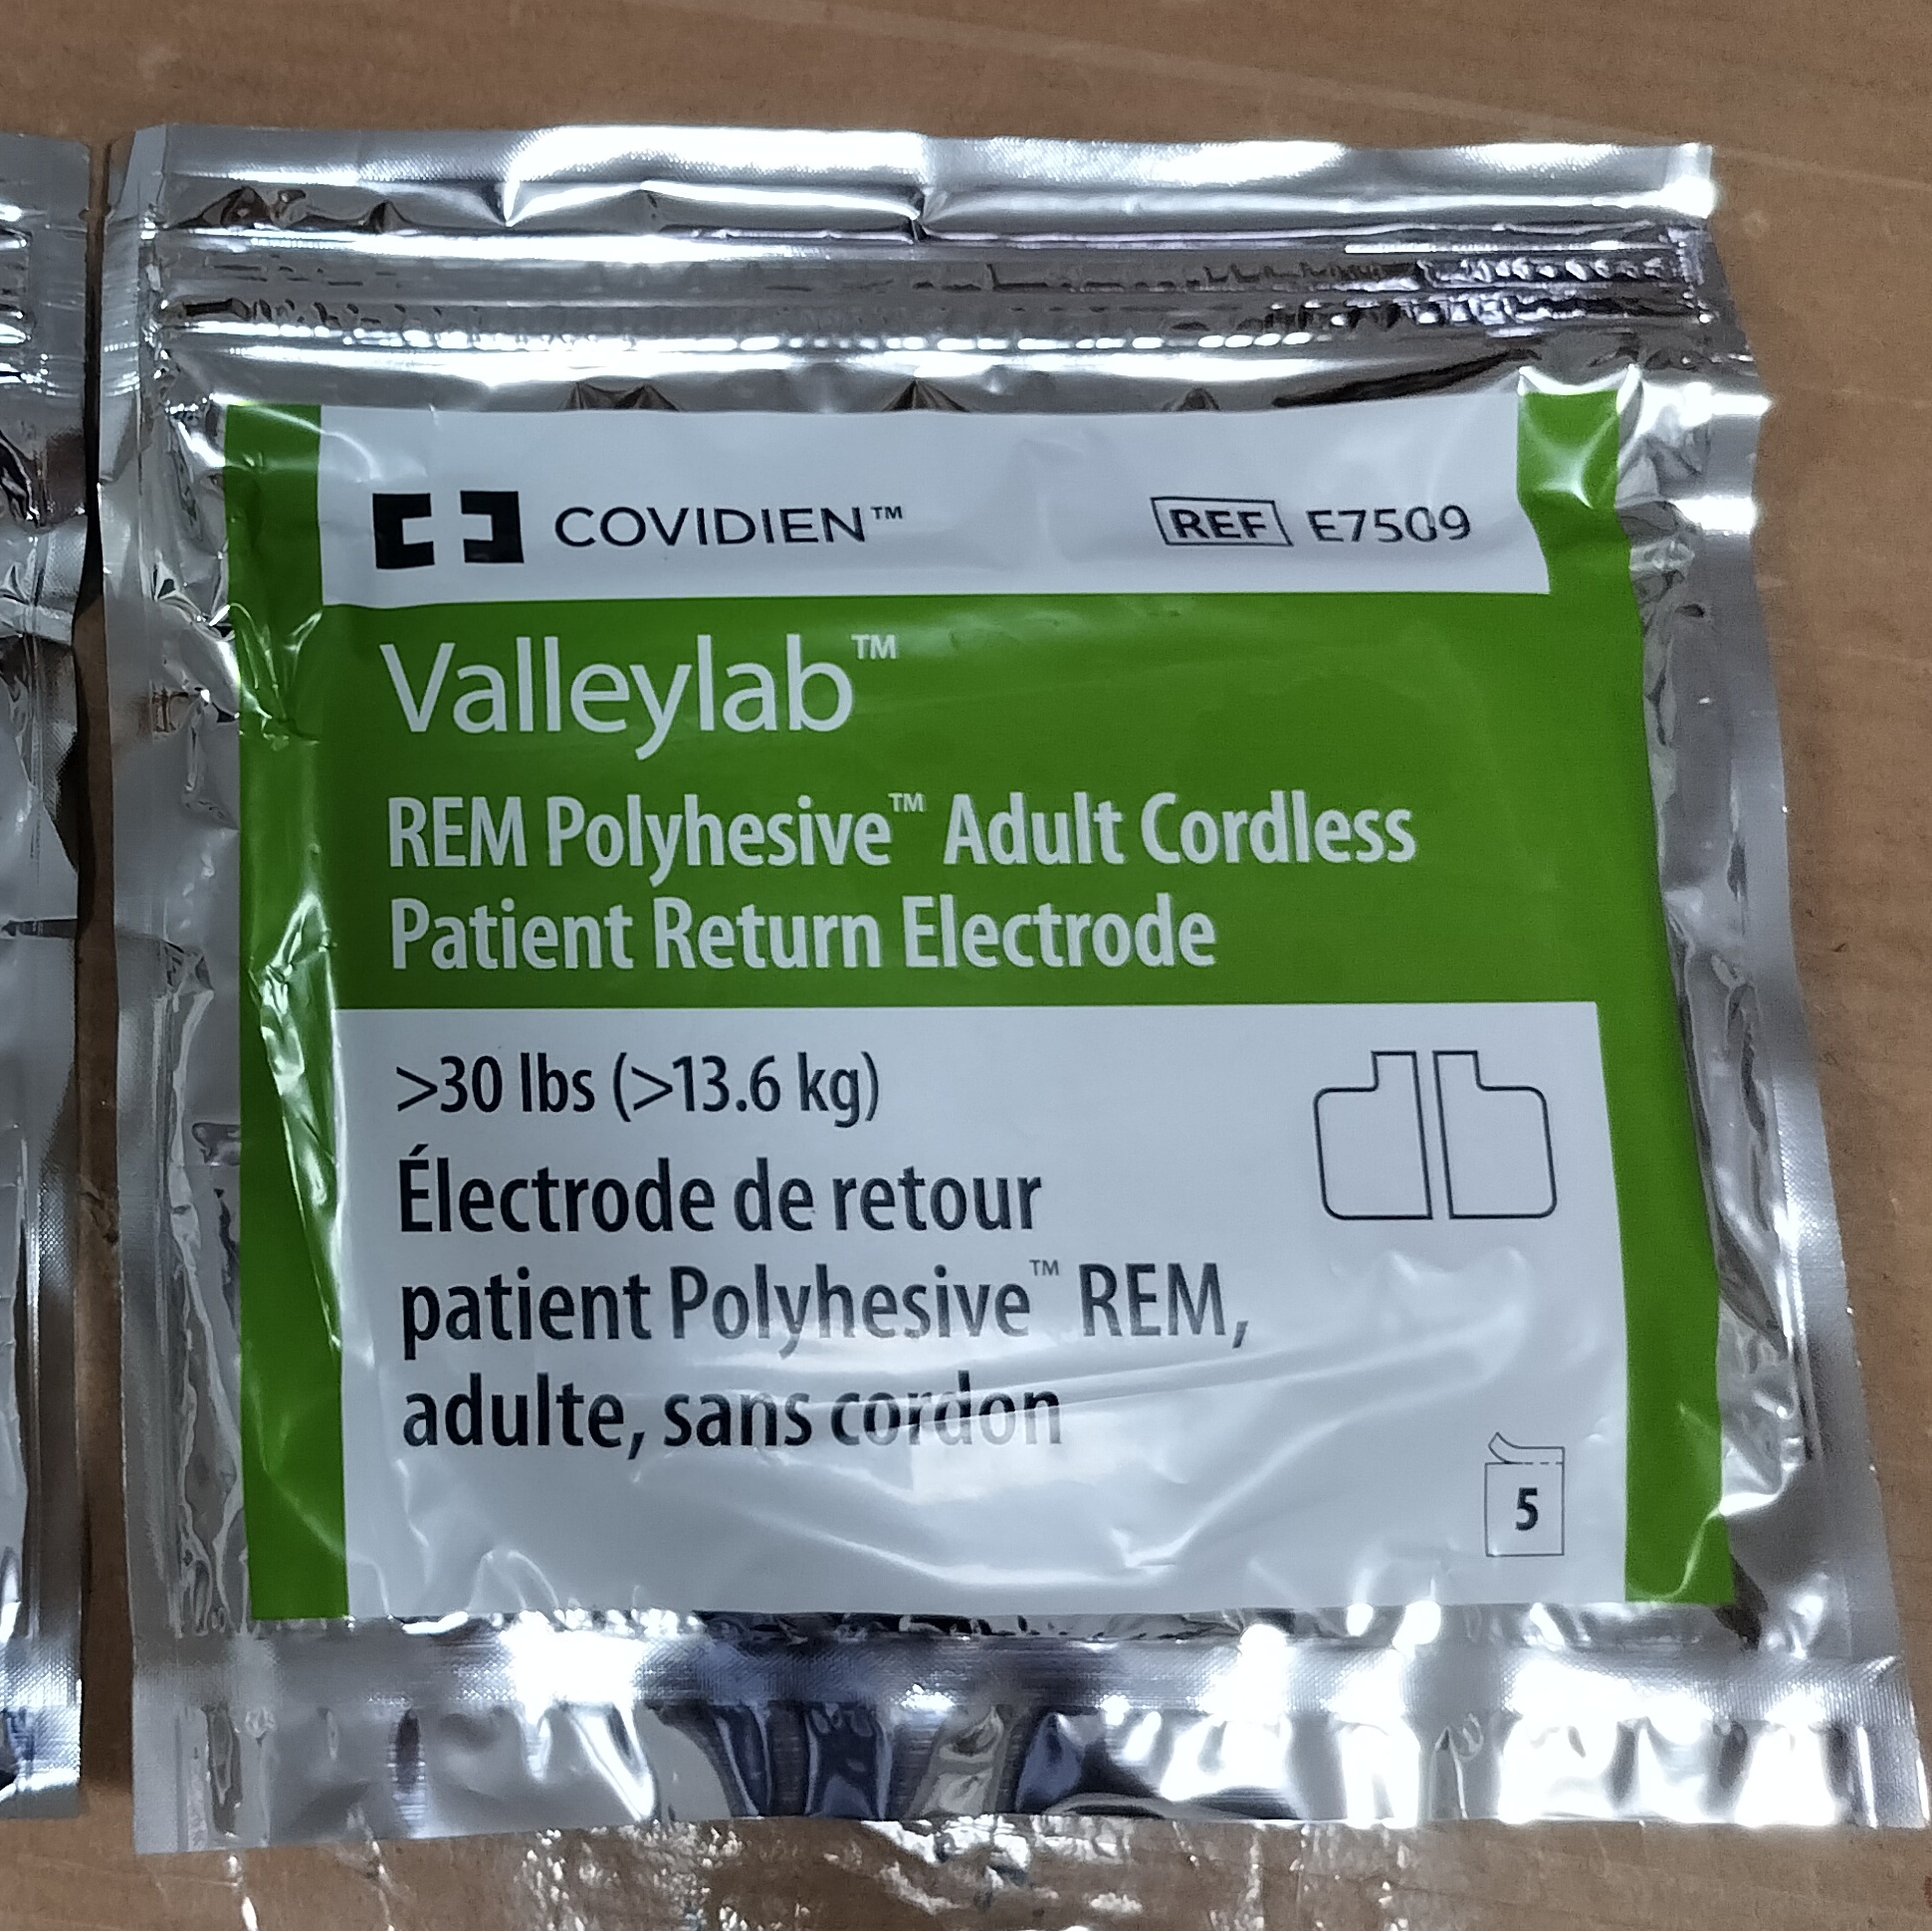 COVIDIEN™ REF E7509
Valleylab™
REM Polyhesive™ Adult Cordless
Patient Return Electrode
>30 lbs (>13.6 kg)
Électrode de retour
patient Polyhesive™ REM,
adulte, sans cordon
5